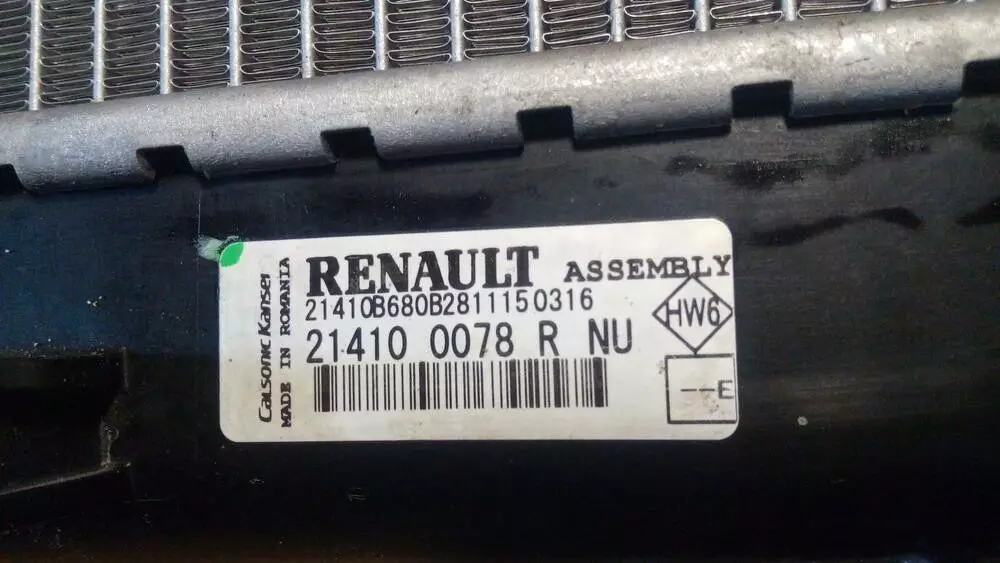 Calsonic Kansei
MADE IN ROMANIA
RENAULT ASSEMBLY
21410B680B2811150316
21410 0078 R NU
HW6
--E